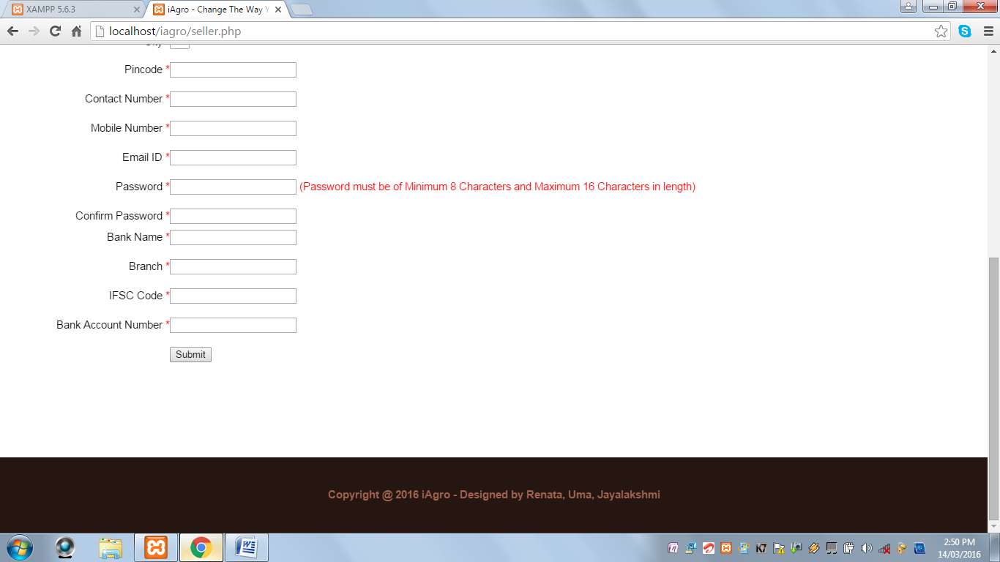 XAMPP 5.6.3
iAgro - Change The Way Y
localhost/iagro/seller.php
City
Pincode *
Contact Number *
Mobile Number *
Email ID *
Password * (Password must be of Minimum 8 Characters and Maximum 16 Characters in length)
Confirm Password *
Bank Name *
Branch *
IFSC Code *
Bank Account Number *
Submit
Copyright @ 2016 iAgro - Designed by Renata, Uma, Jayalakshmi
K7
2:50 PM
14/03/2016